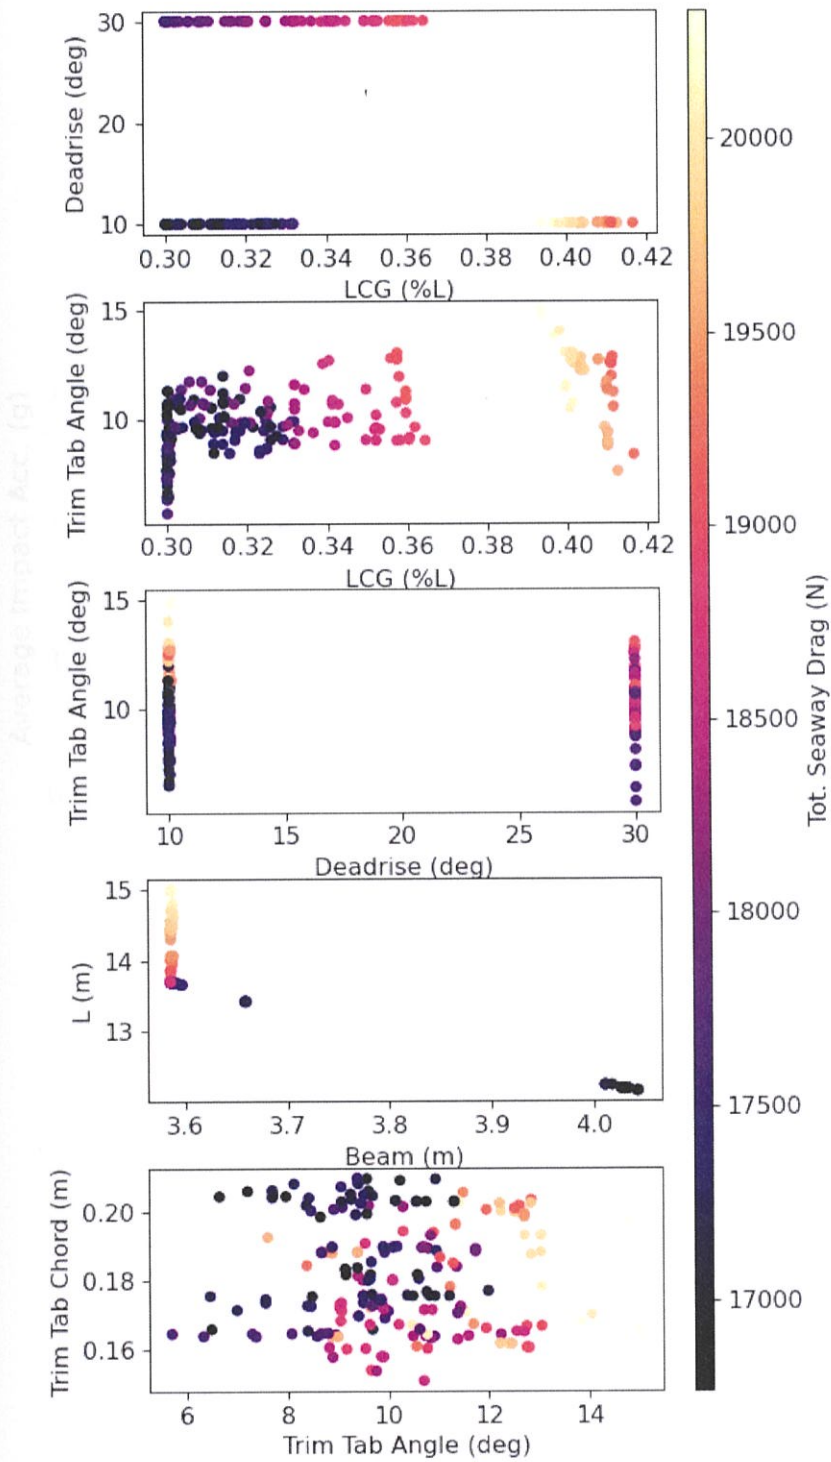 30
20
10
Deadrise (deg)
0.30 0.32 0.34 0.36 0.38 0.40 0.42
LCG (%L)
15
10
Trim Tab Angle (deg)
0.30 0.32 0.34 0.36 0.38 0.40 0.42
LCG (%L)
15
10
Trim Tab Angle (deg)
10 15 20 25 30
Deadrise (deg)
15
14
13
L (m)
3.6 3.7 3.8 3.9 4.0
Beam (m)
0.20
0.18
0.16
Trim Tab Chord (m)
6 8 10 12 14
Trim Tab Angle (deg)
20000
19500
19000
18500
18000
17500
17000
Tot. Seaway Drag (N)
Average Impact Acc. (g)